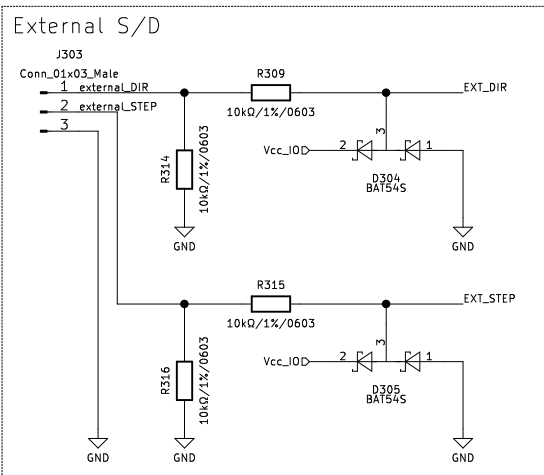 External S/D
J303
Conn_01x03_Male
1 external_DIR
2 external_STEP
3
R309
10kΩ/1%/0603
EXT_DIR
R314
10kΩ/1%/0603
Vcc_IO
2
3
1
D304
BAT54S
GND
GND
R315
10kΩ/1%/0603
EXT_STEP
R316
10kΩ/1%/0603
Vcc_IO
2
3
1
D305
BAT54S
GND
GND
GND